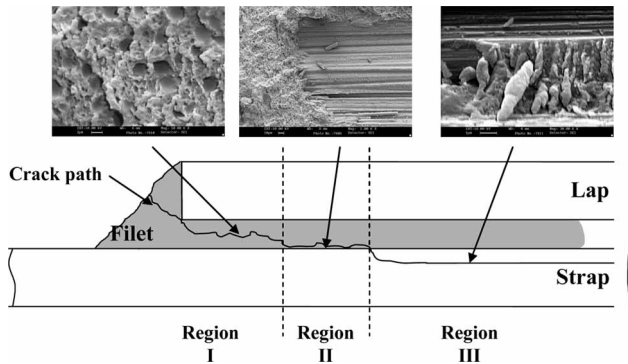 Crack path
Lap
Filet
Strap
Region Region Region
I II III